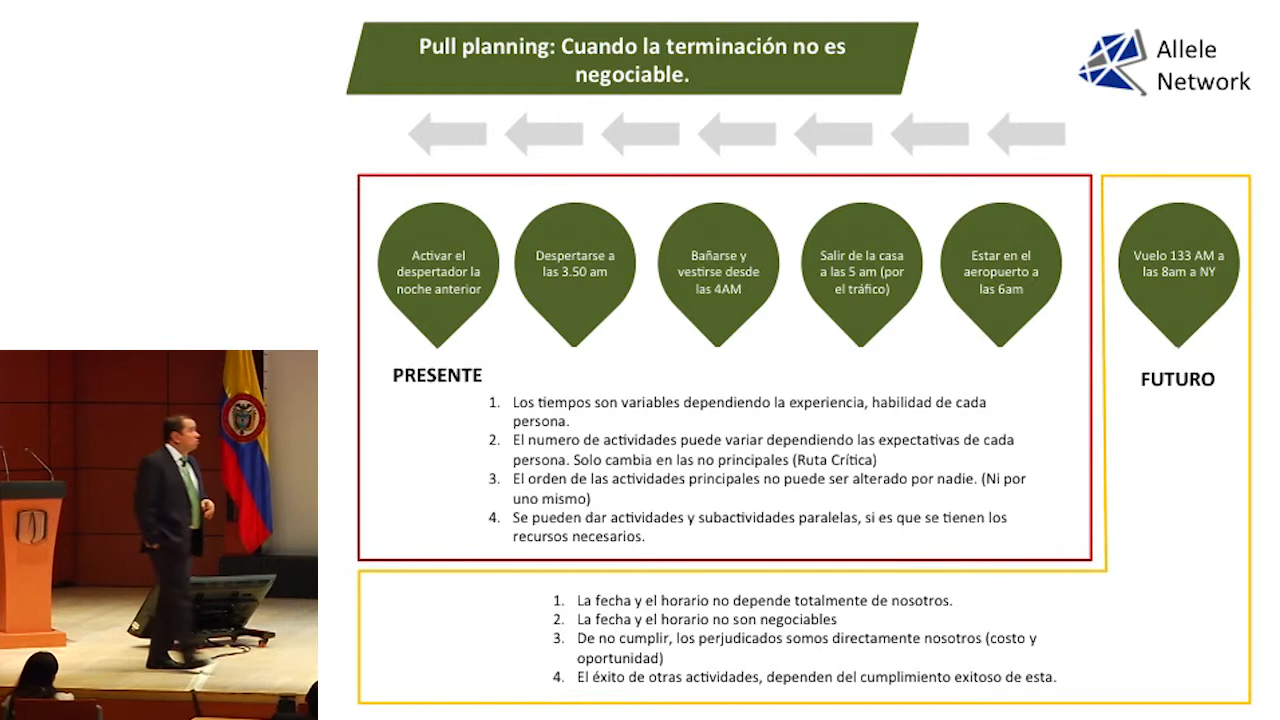 Pull planning: Cuando la terminación no es
negociable.
Allele
Network
Activar el
despertador la
noche anterior
Despertarse a
las 3.50 am
Bañarse y
vestirse desde
las 4AM
Salir de la casa
a las 5 am (por
el tráfico)
Estar en el
aeropuerto a
las 6am
Vuelo 133 AM a
las 8am a NY
PRESENTE
FUTURO
1. Los tiempos son variables dependiendo la experiencia, habilidad de cada
persona.
2. El numero de actividades puede variar dependiendo las expectativas de cada
persona. Solo cambia en las no principales (Ruta Crítica)
3. El orden de las actividades principales no puede ser alterado por nadie. (Ni por
uno mismo)
4. Se pueden dar actividades y subactividades paralelas, si es que se tienen los
recursos necesarios.
1. La fecha y el horario no depende totalmente de nosotros.
2. La fecha y el horario no son negociables
3. De no cumplir, los perjudicados somos directamente nosotros (costo y
oportunidad)
4. El éxito de otras actividades, dependen del cumplimiento exitoso de esta.